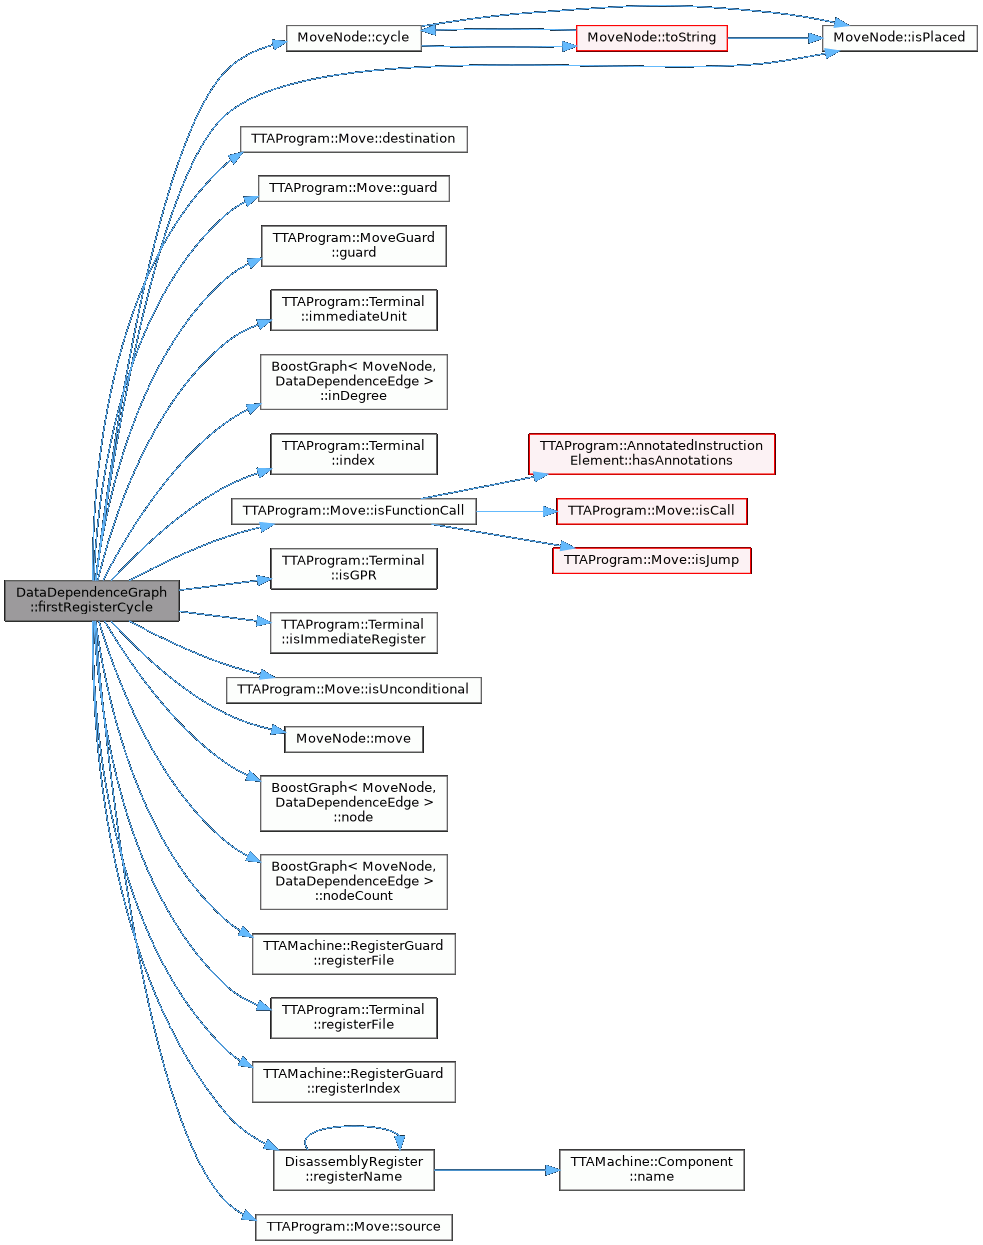 MoveNode::cycle
MoveNode::toString
MoveNode::isPlaced
TTAProgram::Move::destination
TTAProgram::Move::guard
TTAProgram::MoveGuard
::guard
TTAProgram::Terminal
::immediateUnit
BoostGraph< MoveNode,
DataDependenceEdge >
::inDegree
TTAProgram::Terminal
::index
TTAProgram::AnnotatedInstruction
Element::hasAnnotations
TTAProgram::Move::isFunctionCall
TTAProgram::Move::isCall
TTAProgram::Move::isJump
TTAProgram::Terminal
::isGPR
DataDependenceGraph
::firstRegisterCycle
TTAProgram::Terminal
::isImmediateRegister
TTAProgram::Move::isUnconditional
MoveNode::move
BoostGraph< MoveNode,
DataDependenceEdge >
::node
BoostGraph< MoveNode,
DataDependenceEdge >
::nodeCount
TTAMachine::RegisterGuard
::registerFile
TTAProgram::Terminal
::registerFile
TTAMachine::RegisterGuard
::registerIndex
DisassemblyRegister
::registerName
TTAMachine::Component
::name
TTAProgram::Move::source